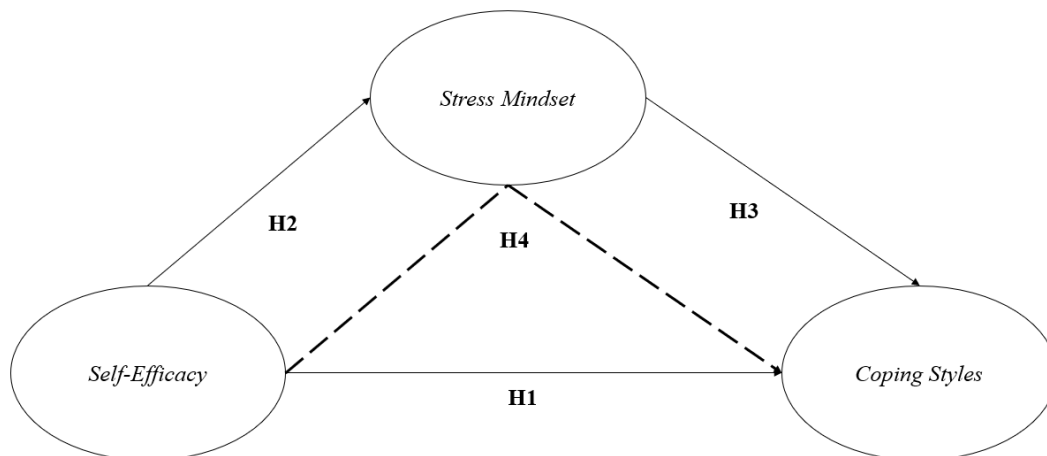 Stress Mindset
H2
H3
H4
Self-Efficacy
Coping Styles
H1